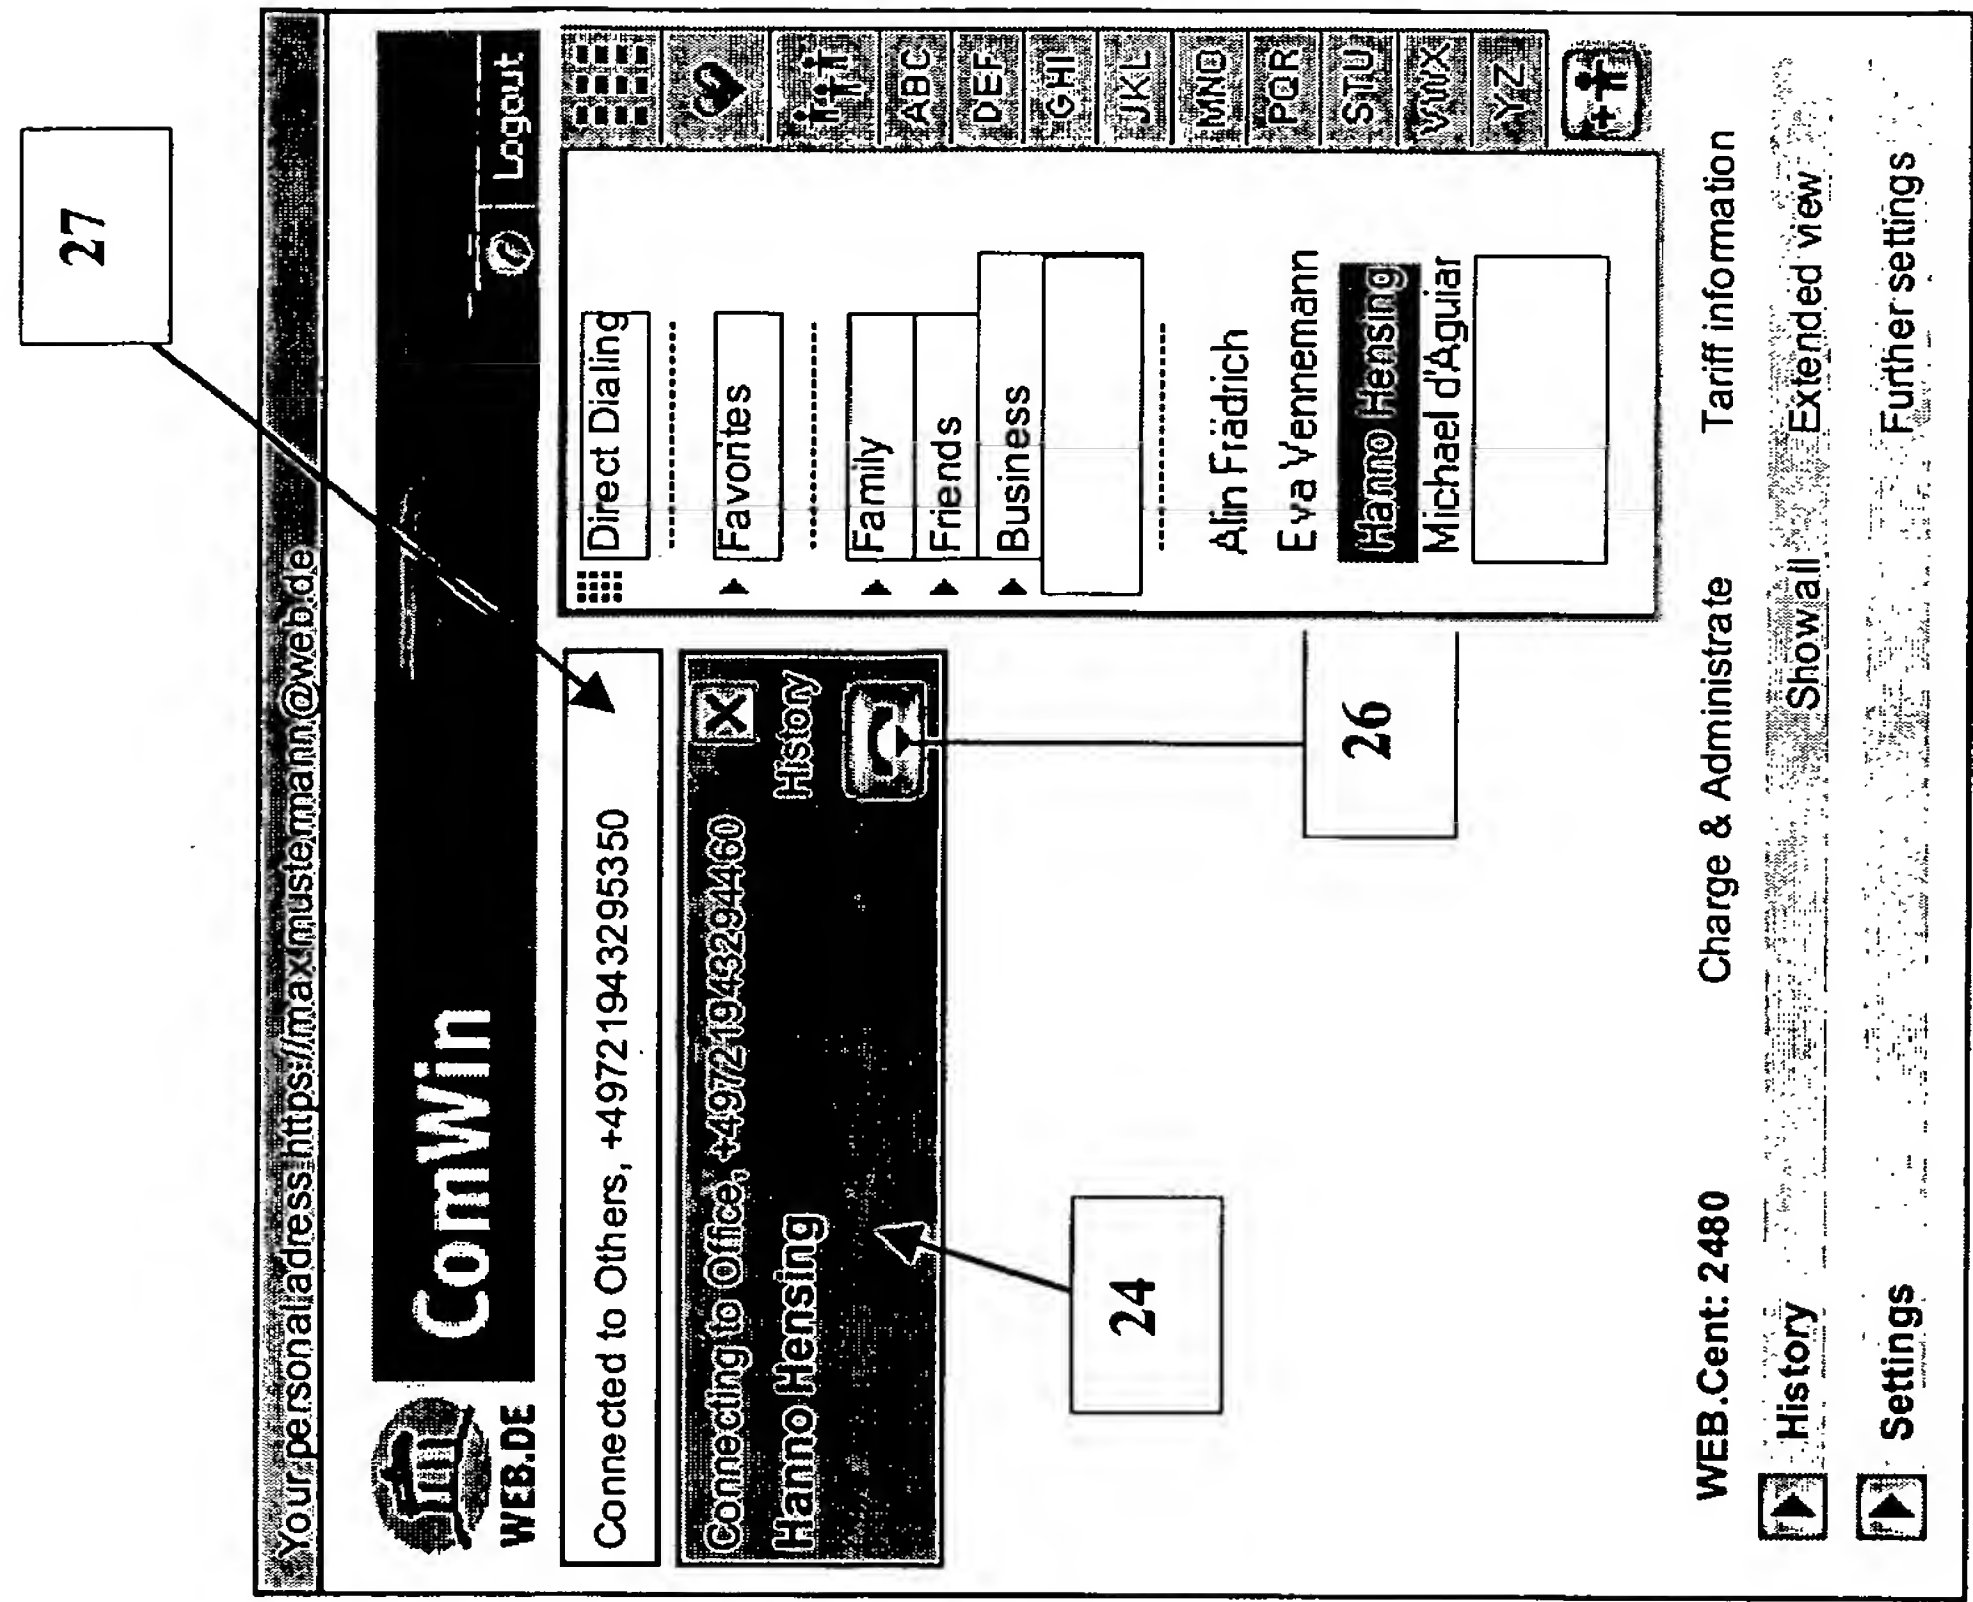 27
Your personal adress: https://max.mustermann@web.de
ComWin
WEB.DE
Logout
Connected to Others, +49721943295350
Connecting to Office, +49721943294460
Hanno Hensing
History
24
26
Direct Dialing
Favorites
Family
Friends
Business
Alin Frädrich
Eva Vennemann
Hanno Hensing
Michael d'Aguiar
ABC
DEF
GHI
JKL
MNO
PQR
STU
VWX
YZ
WEB.Cent: 2480 Charge & Administrate Tariff information
History Show all Extended view
Settings Further settings